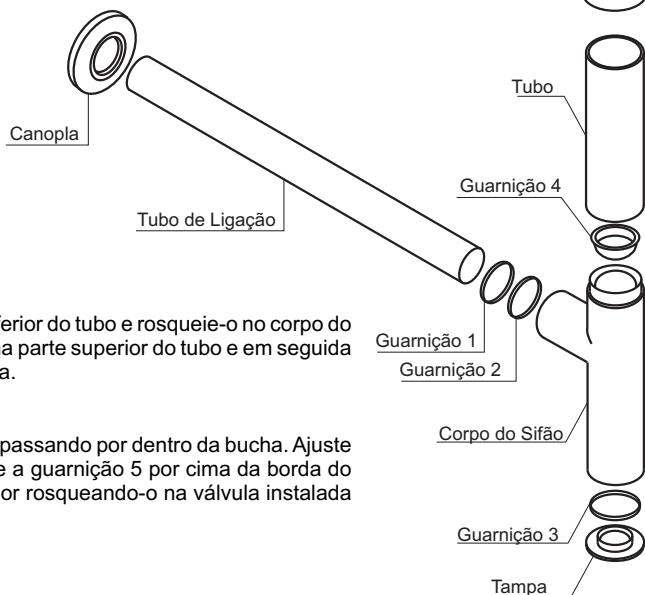 Tubo
Canopla
Guarnição 4
Tubo de Ligação
do tubo e rosqueie-o no corpo do
parte superior do tubo e em seguida
Guarnição 1
Guarnição 2
passando por dentro da bucha. Ajuste
Corpo do Sifão
e a guarnição 5 por cima da borda do
rosqueando-o na válvula instalada
Guarnição 3
Tampa